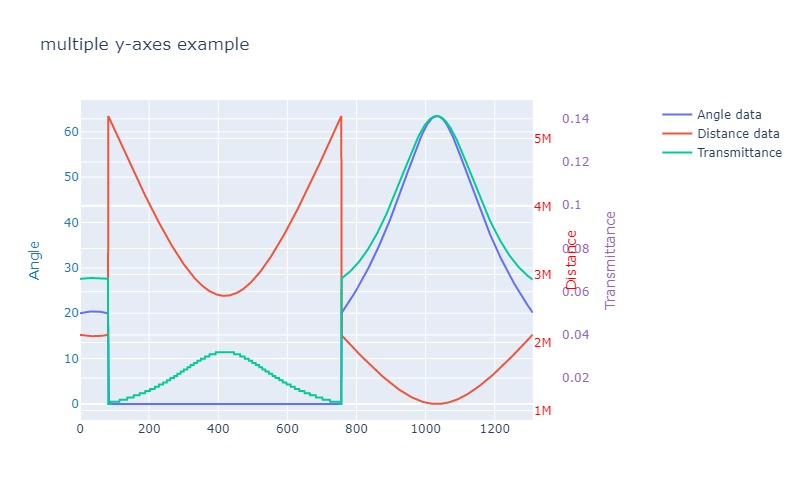 multiple y-axes example
Angle data
Distance data
Transmittance
60
50
40
30
20
10
0
Angle
0
200
400
600
800
1000
1200
5M
4M
3M
2M
1M
Distance
0.14
0.12
0.1
0.08
0.06
0.04
0.02
Transmittance